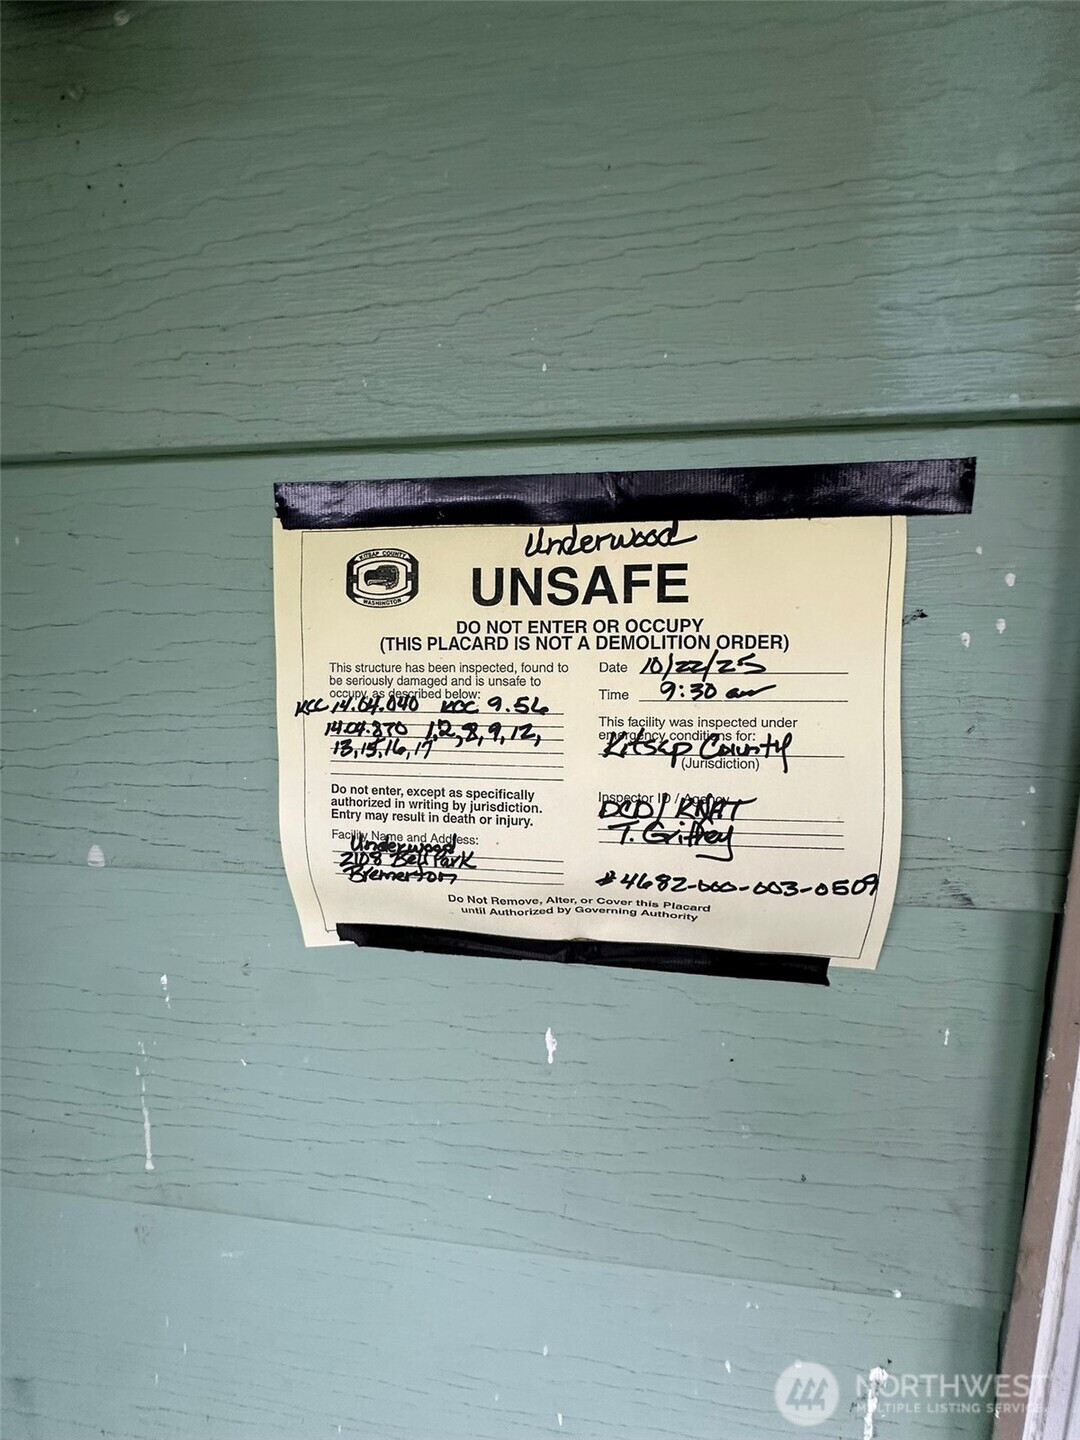 Underwood
KITSAP COUNTY
WASHINGTON
UNSAFE
DO NOT ENTER OR OCCUPY
(THIS PLACARD IS NOT A DEMOLITION ORDER)
This structure has been inspected, found to
be seriously damaged and is unsafe to
occupy, as described below:
KCC 14.04.040 KCC 9.56
14.04.870 1, 2, 8, 9, 12,
13, 15, 16, 17
Do not enter, except as specifically
authorized in writing by jurisdiction.
Entry may result in death or injury.
Facility Name and Address:
Underwood
2108 Bell Park
Bremerton
Date 10/22/25
Time 9:30 am
This facility was inspected under
emergency conditions for:
Kitsap County
(Jurisdiction)
Inspector ID / Agency
DCD /
T. Griffey
#4682-000-003-0509
Do Not Remove, Alter, or Cover this Placard
until Authorized by Governing Authority
NORTHWEST
MULTIPLE LISTING SERVICE